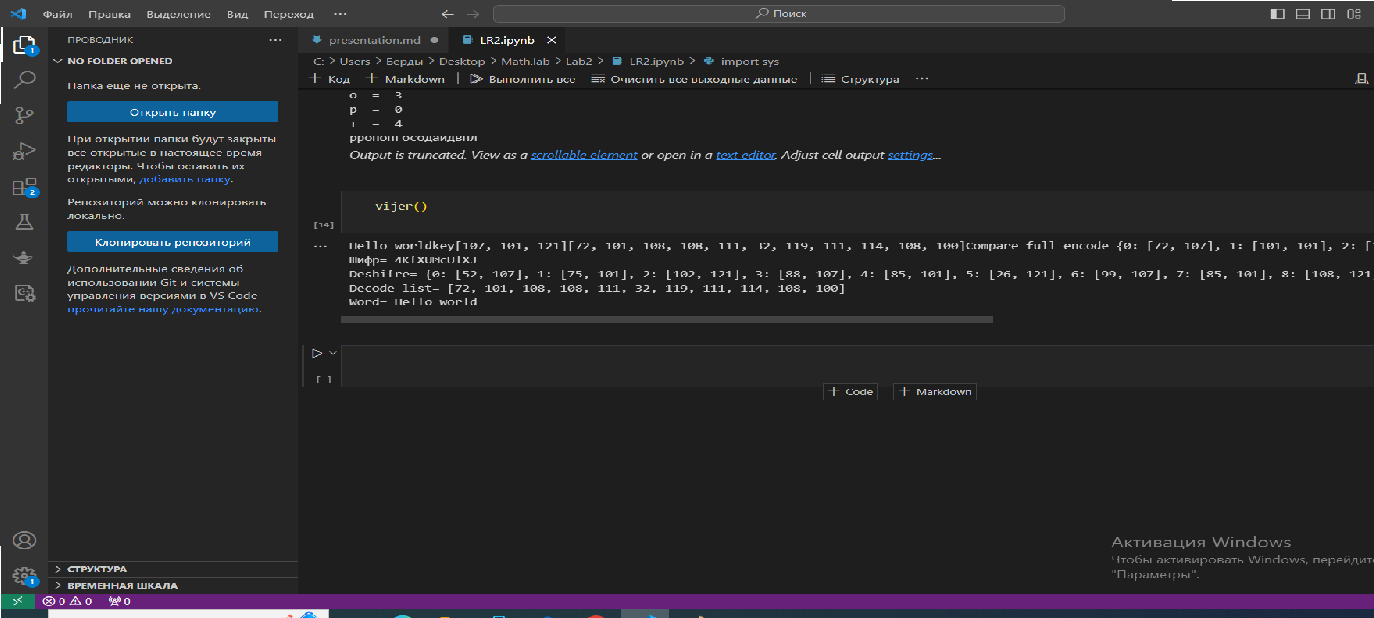 Файл Правка Выделение Вид Переход ··· Поиск
ПРОВОДНИК ···
NO FOLDER OPENED
Папка еще не открыта.
Открыть папку
При открытии папки будут закрыты
все открытые в настоящее время
редакторы. Чтобы оставить их
открытыми, добавить папку.
Репозиторий можно клонировать
локально.
Клонировать репозиторий
Дополнительные сведения об
использовании Git и системы
управления версиями в VS Code
прочитайте нашу документацию.
СТРУКТУРА
ВРЕМЕННАЯ ШКАЛА
1
2
1
presentation.md ● LR2.ipynb ×
C: > Users > Верды > Desktop > Math.lab > Lab2 > LR2.ipynb > import sys
+ Код + Markdown | Выполнить все Очистить все выходные данные | Структура ···
o = 3
p = 0
= 4
Output is truncated. View as a scrollable element or open in a text editor. Adjust cell output settings...
vijer()
[14]
··· Hello worldkey[107, 101, 121][72, 101, 108, 108, 111, 32, 119, 111, 114, 108, 100]Compare full encode {0: [72, 107], 1: [101, 101], 2: [
Шифр=
Deshifre= {0: [52, 107], 1: [75, 101], 2: [102, 121], 3: [88, 107], 4: [85, 101], 5: [26, 121], 6: [99, 107], 7: [85, 101], 8: [108, 121
Decode list= [72, 101, 108, 108, 111, 32, 119, 111, 114, 108, 100]
Word= Hello world
[ ]
+ Code + Markdown
Активация Windows
Чтобы активировать Windows, перейдите
"Параметры".
0 0 0